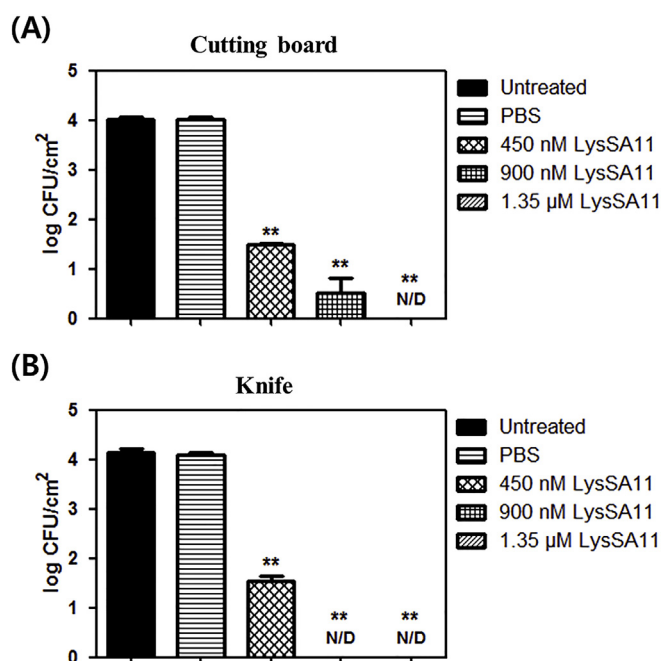 (A)
Cutting board
log CFU/cm²
5
4
3
2
1
0
**
**
**
N/D
Untreated
PBS
450 nM LysSA11
900 nM LysSA11
1.35 µM LysSA11
(B)
Knife
log CFU/cm²
5
4
3
2
1
0
**
**
N/D
**
N/D
Untreated
PBS
450 nM LysSA11
900 nM LysSA11
1.35 µM LysSA11